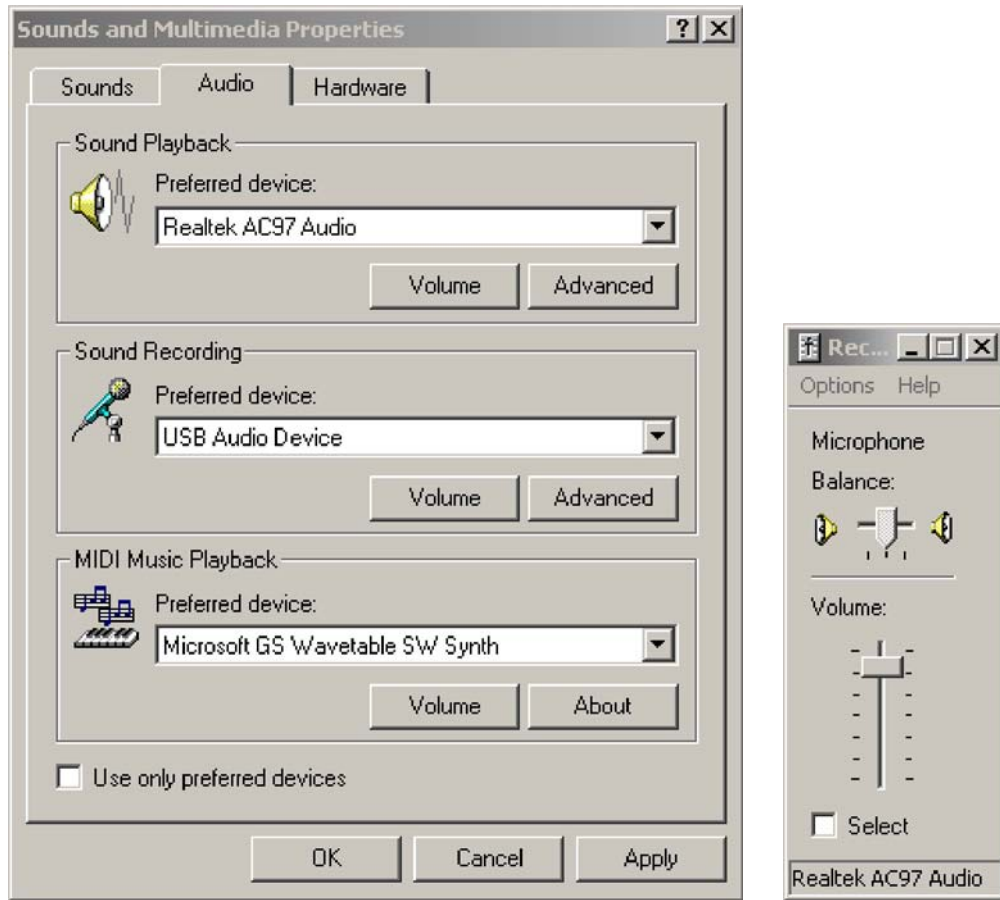 Sounds and Multimedia Properties
Sounds Audio Hardware
Sound Playback
Preferred device:
Realtek AC97 Audio
Volume Advanced
Sound Recording
Preferred device:
USB Audio Device
Volume Advanced
MIDI Music Playback
Preferred device:
Microsoft GS Wavetable SW Synth
Volume About
Use only preferred devices
OK Cancel Apply
Rec...
Options Help
Microphone
Balance:
Volume:
Select
Realtek AC97 Audio